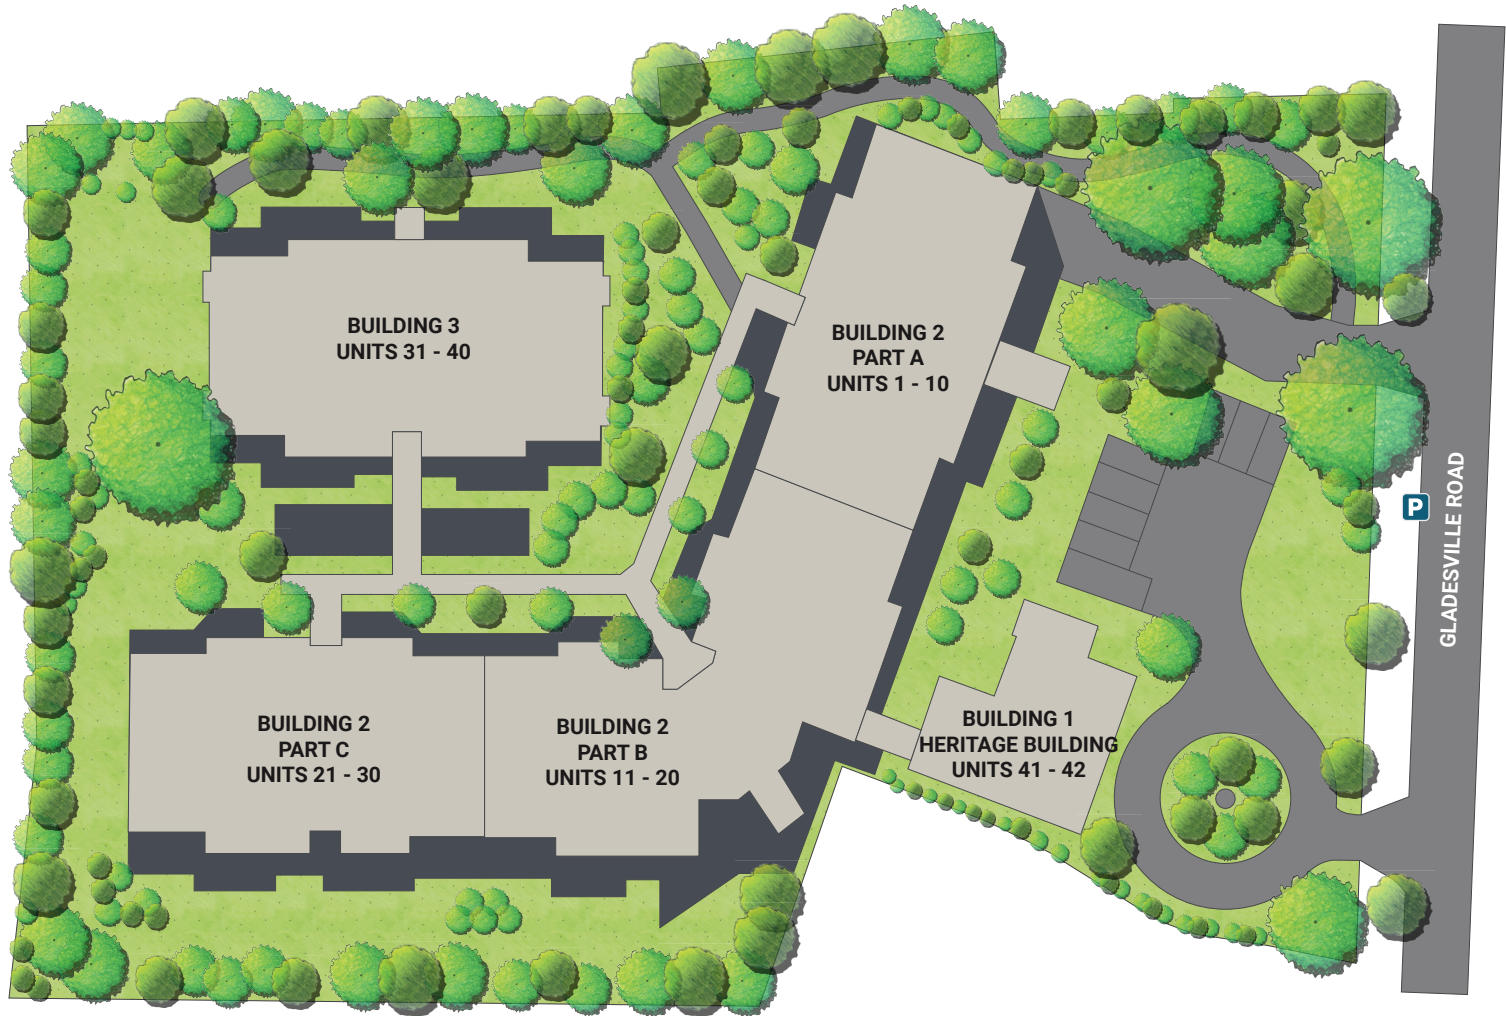 BUILDING 3
UNITS 31 - 40
BUILDING 2
PART A
UNITS 1 - 10
BUILDING 2
PART C
UNITS 21 - 30
BUILDING 2
PART B
UNITS 11 - 20
BUILDING 1
HERITAGE BUILDING
UNITS 41 - 42
P
GLADESVILLE ROAD